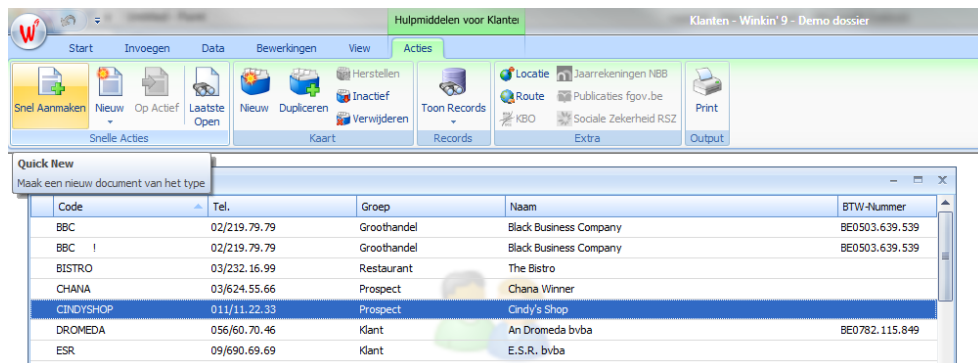 Hulpmiddelen voor Klanten
Klanten - Winkin' 9 - Demo dossier
Start Invoegen Data Bewerkingen View Acties
Snel Aanmaken Nieuw Op Actief Laatste Open
Nieuw Dupliceren Herstellen
Inactief
Verwijderen
Toon Records
Locatie Jaarrekeningen NBB
Route Publicaties fgov.be
KBO Sociale Zekerheid RSZ
Print
Snelle Acties Kaart Records Extra Output
Quick New
Maak een nieuw document van het type
Code Tel. Groep Naam BTW-Nummer
BBC 02/219.79.79 Groothandel Black Business Company BE0503.639.539
BBC ! 02/219.79.79 Groothandel Black Business Company BE0503.639.539
BISTRO 03/232.16.99 Restaurant The Bistro
CHANA 03/624.55.66 Prospect Chana Winner
CINDYSHOP 011/11.22.33 Prospect Cindy's Shop
DROMEDA 056/60.70.46 Klant An Dromeda bvba BE0782.115.849
ESR 09/690.69.69 Klant E.S.R. bvba